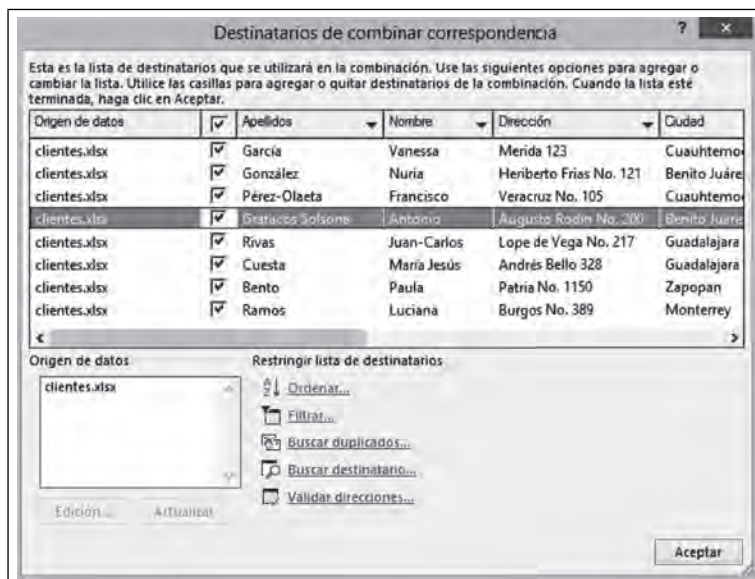 Destinatarios de combinar correspondencia
? ×
Esta es la lista de destinatarios que se utilizará en la combinación. Use las siguientes opciones para agregar o
cambiar la lista. Utilice las casillas para agregar o quitar destinatarios de la combinación. Cuando la lista esté
terminada, haga clic en Aceptar.
Origen de datos Apellidos Nombre Dirección Ciudad
clientes.xlsx García Vanessa Merida 123 Cuauhtemo
clientes.xlsx González Nuria Heriberto Frias No. 121 Benito Juáre
clientes.xlsx Pérez-Olaeta Francisco Veracruz No. 105 Cuauhtemo
clientes.xlsx Gratacós Solsona Antonio Augusto Rodin No. 200 Benito Juáre
clientes.xlsx Rivas Juan-Carlos Lope de Vega No. 217 Guadalajara
clientes.xlsx Cuesta María Jesús Andrés Bello 328 Guadalajara
clientes.xlsx Bento Paula Patria No. 1150 Zapopan
clientes.xlsx Ramos Luciana Burgos No. 389 Monterrey
Origen de datos
clientes.xlsx
Edición... Actualizar
Restringir lista de destinatarios
Ordenar...
Filtrar...
Buscar duplicados...
Buscar destinatario...
Validar direcciones...
Aceptar